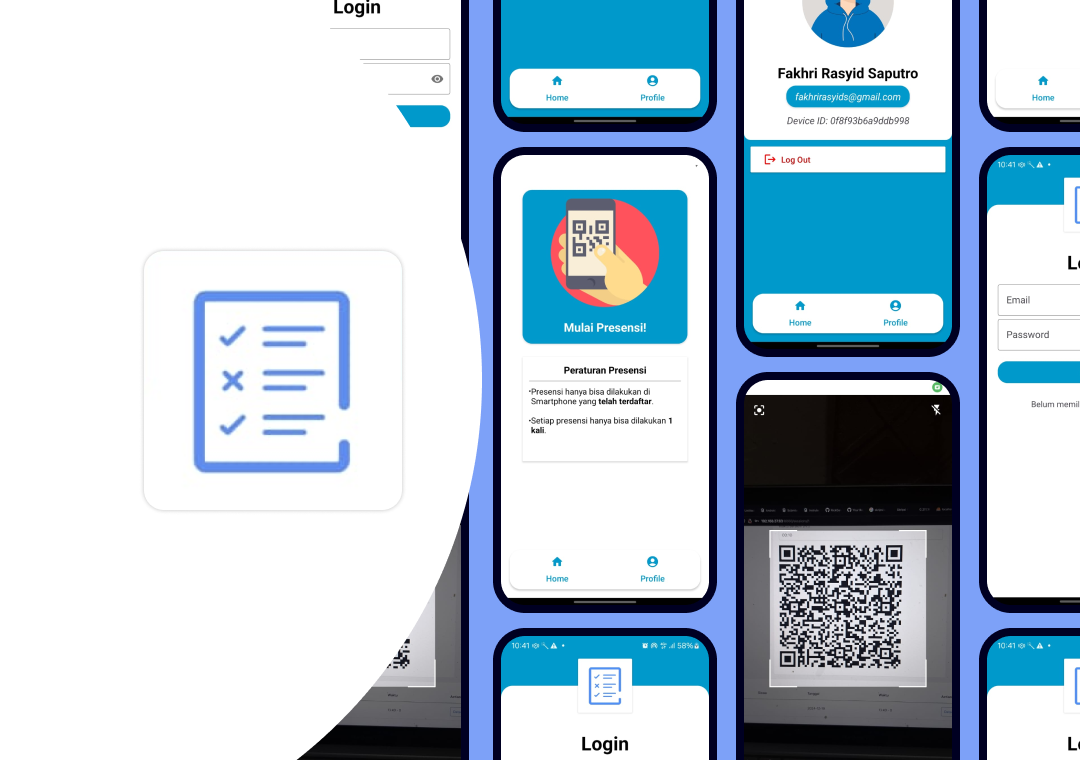 Login
Home
Profile
Mulai Presensi!
Peraturan Presensi
•Presensi hanya bisa dilakukan di
Smartphone yang telah terdaftar.
•Setiap presensi hanya bisa dilakukan 1
kali.
Home
Profile
10:41
58%
Login
Fakhri Rasyid Saputro
fakhrirasyids@gmail.com
Device ID: 0f8f93b6a9ddb998
Log Out
Home
Profile
Home
10:41
Lo
Email
Password
Belum memil
10:41
Lo